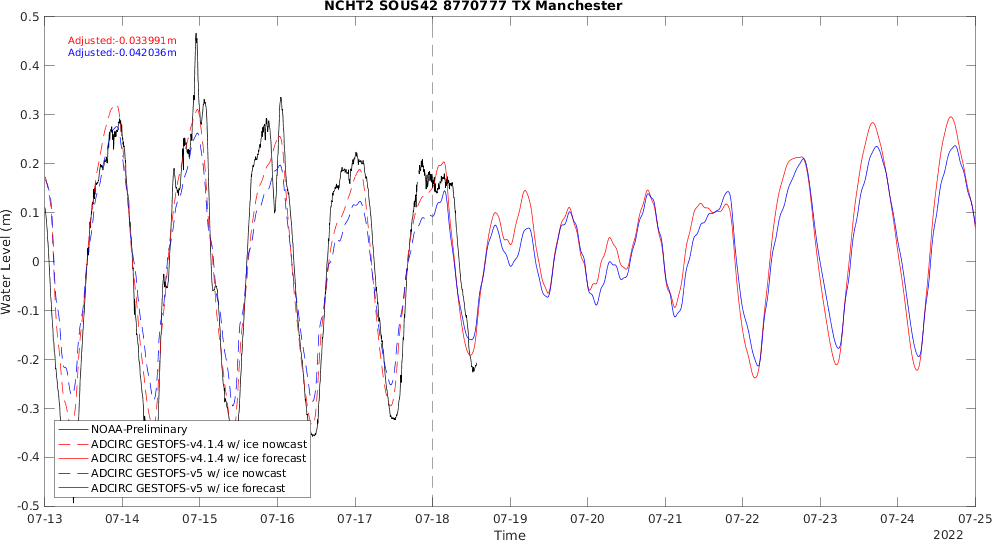 NCHT2 SOUS42 8770777 TX Manchester
Adjusted:-0.033991m
Adjusted:-0.042036m
0.5
0.4
0.3
0.2
0.1
0
-0.1
-0.2
-0.3
-0.4
-0.5
Water Level (m)
NOAA-Preliminary
ADCIRC GESTOFS-v4.1.4 w/ ice nowcast
ADCIRC GESTOFS-v4.1.4 w/ ice forecast
ADCIRC GESTOFS-v5 w/ ice nowcast
ADCIRC GESTOFS-v5 w/ ice forecast
07-13 07-14 07-15 07-16 07-17 07-18 07-19 07-20 07-21 07-22 07-23 07-24 07-25
Time
2022